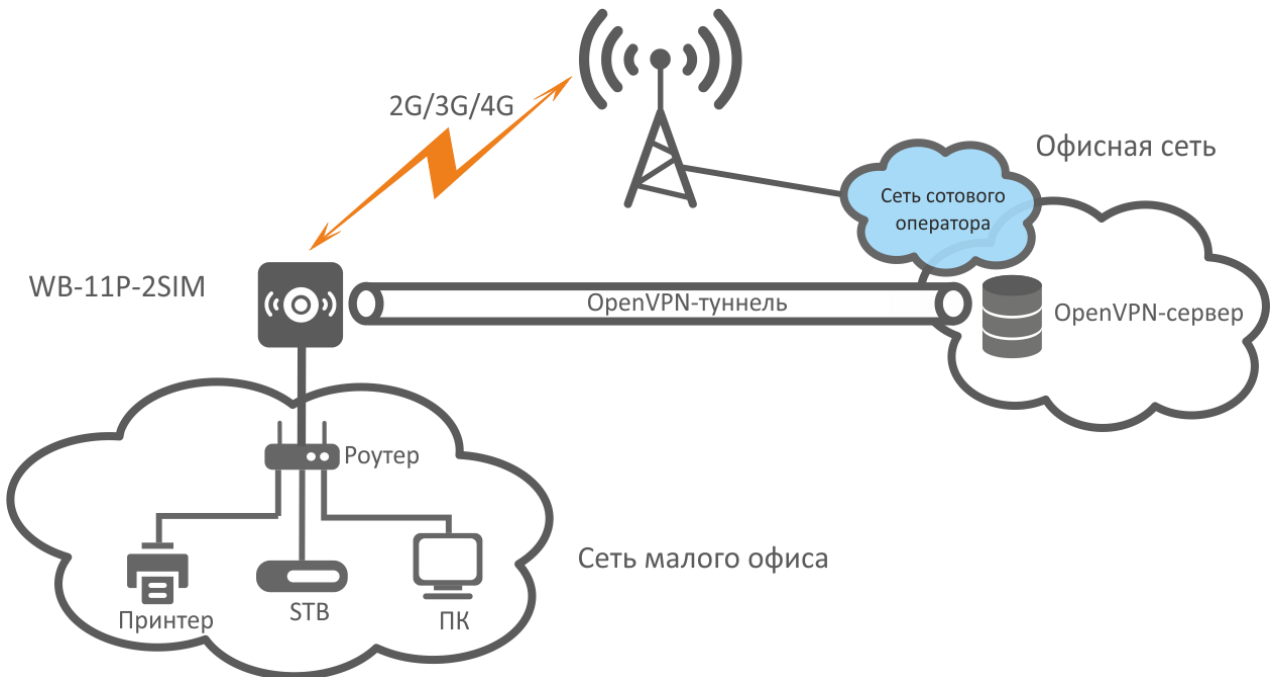 2G/3G/4G
Офисная сеть
Сеть сотового
оператора
WB-11P-2SIM
OpenVPN-туннель
OpenVPN-сервер
Роутер
Сеть малого офиса
Принтер
STB
ПК